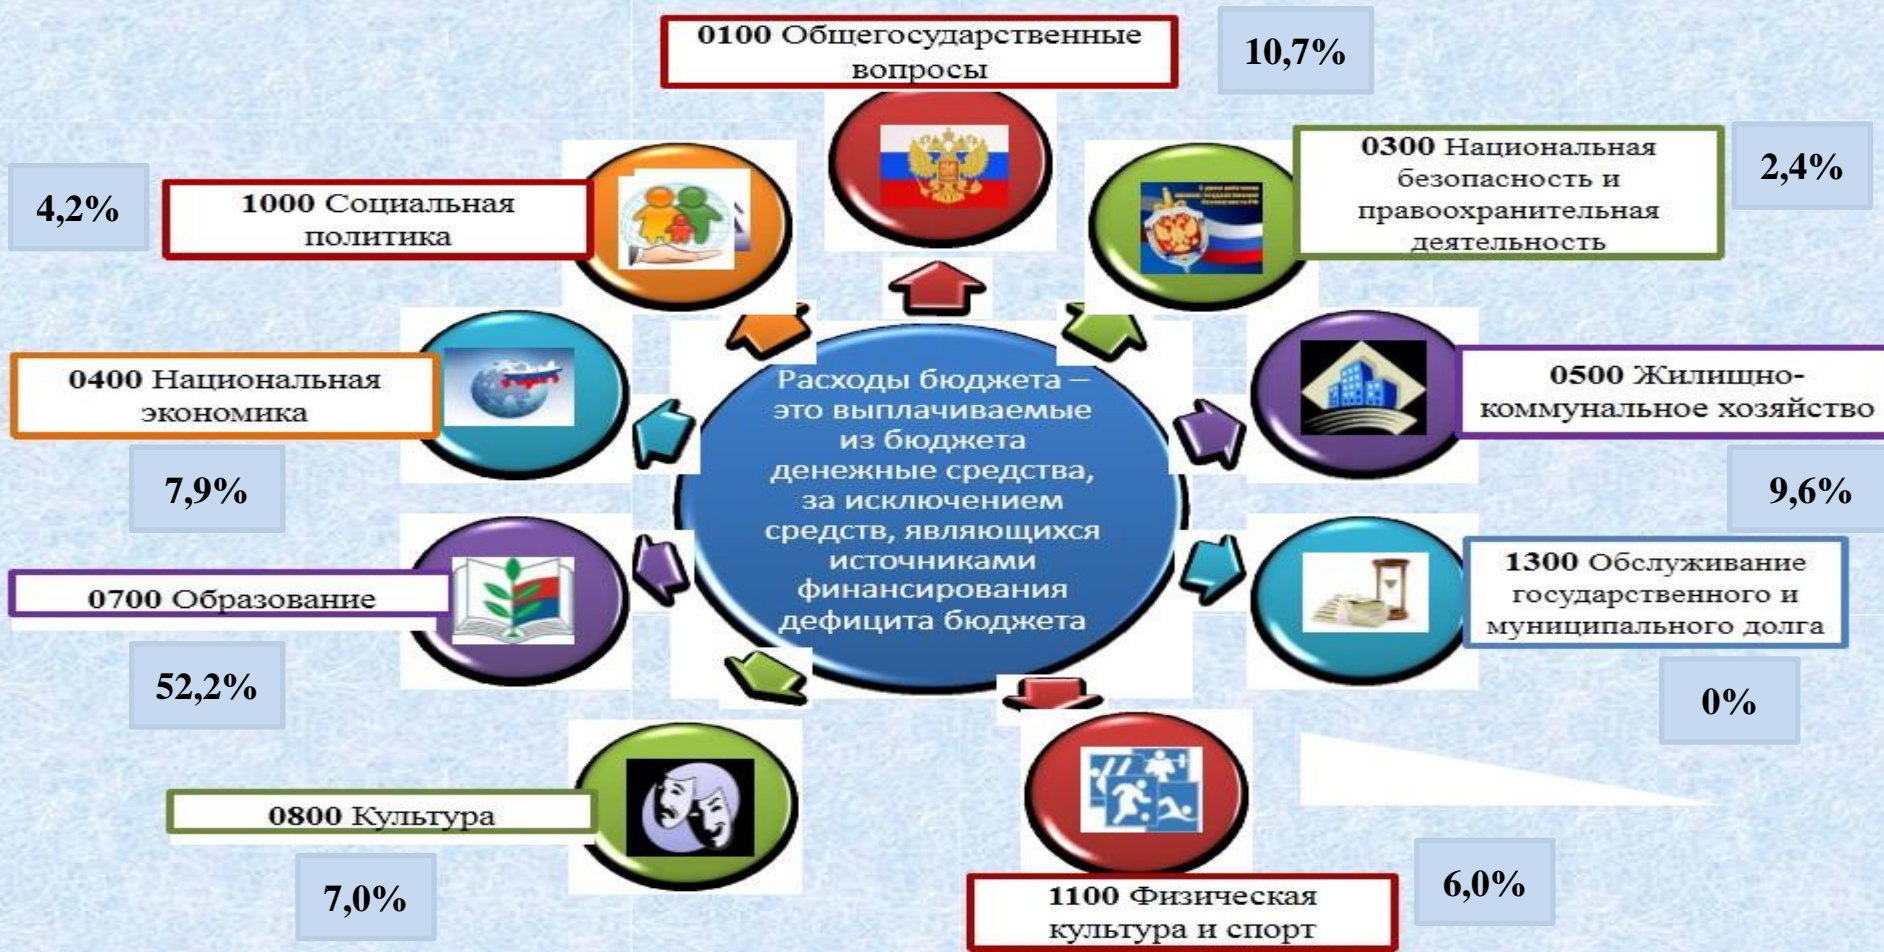 0100 Общегосударственные
вопросы
10,7%
0300 Национальная
безопасность и
правоохранительная
деятельность
2,4%
4,2%
1000 Социальная
политика
0400 Национальная
экономика
7,9%
0500 Жилищно-
коммунальное хозяйство
9,6%
Расходы бюджета –
это выплачиваемые
из бюджета
денежные средства,
за исключением
средств, являющихся
источниками
финансирования
дефицита бюджета
0700 Образование
52,2%
1300 Обслуживание
государственного и
муниципального долга
0%
0800 Культура
7,0%
1100 Физическая
культура и спорт
6,0%